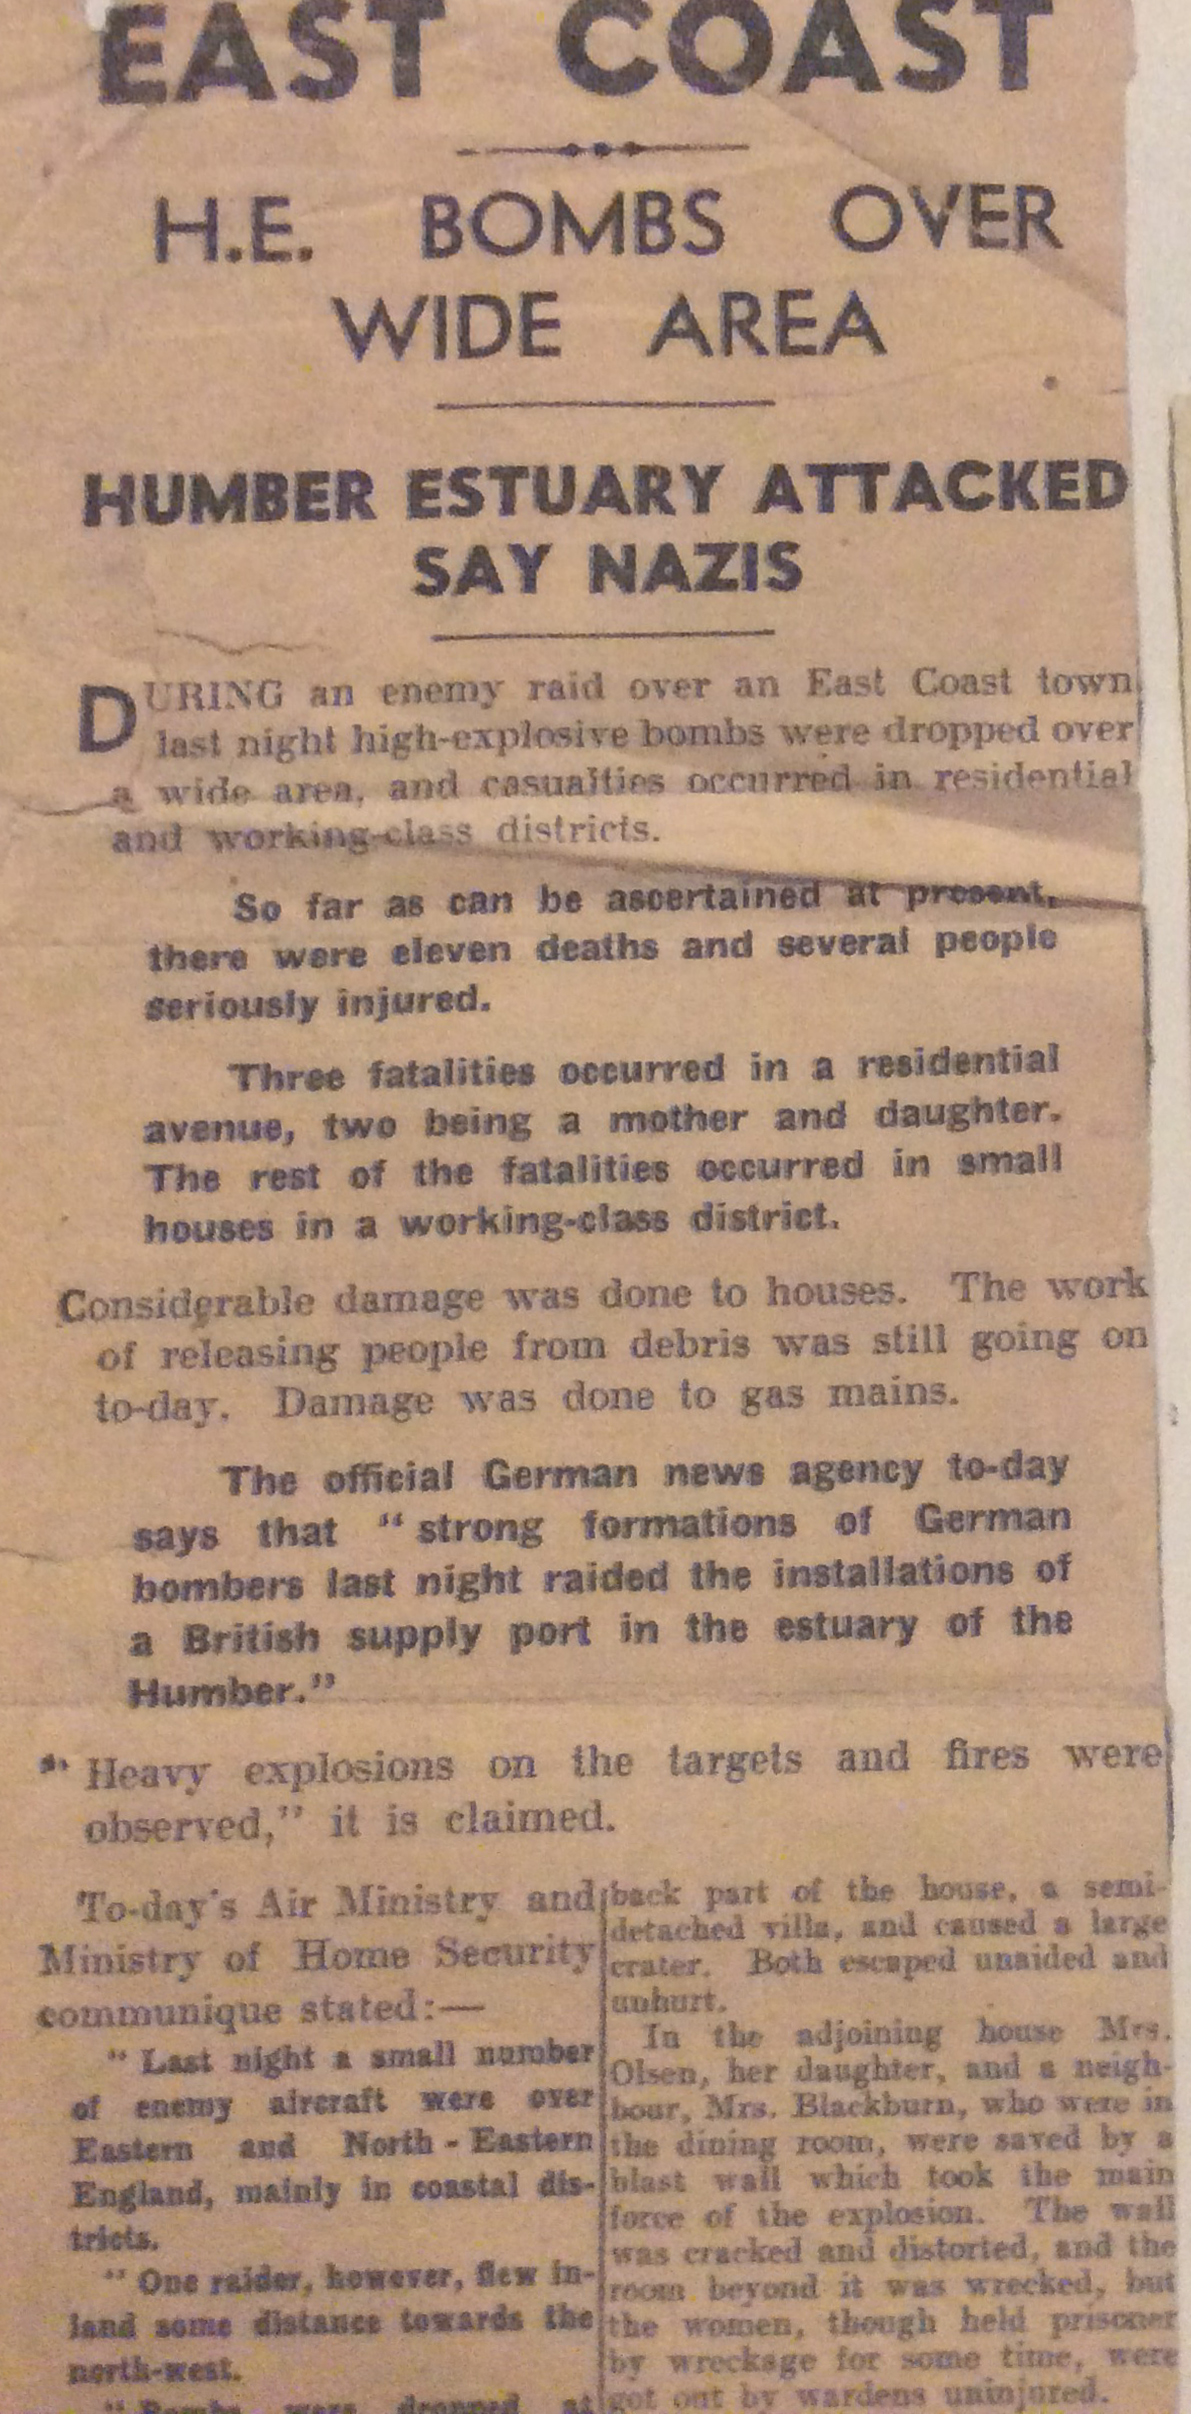 EAST COAST
H.E. BOMBS OVER
WIDE AREA
HUMBER ESTUARY ATTACKED
SAY NAZIS
DURING an enemy raid over an East Coast town
last night high-explosive bombs were dropped over
a wide area, and casualties occurred in residential
and working-class districts.
So far as can be ascertained at present,
there were eleven deaths and several people
seriously injured.
Three fatalities occurred in a residential
avenue, two being a mother and daughter.
The rest of the fatalities occurred in small
houses in a working-class district.
Considerable damage was done to houses. The work
of releasing people from debris was still going on
to-day. Damage was done to gas mains.
The official German news agency to-day
says that “ strong formations of German
bombers last night raided the installations of
a British supply port in the estuary of the
Humber.”
“ Heavy explosions on the targets and fires were
observed,” it is claimed.
To-day's Air Ministry and
Ministry of Home Security
communique stated:—
“ Last night a small number
of enemy aircraft were over
Eastern and North - Eastern
England, mainly in coastal dis-
tricts.
“ One raider, however, flew in-
land some distance towards the
north-west.
“ Bombs were dropped at
back part of the house, a semi-
detached villa, and caused a large
crater. Both escaped unaided and
unhurt.
In the adjoining house Mrs.
Olsen, her daughter, and a neigh-
bour, Mrs. Blackburn, who were in
the dining room, were saved by a
blast wall which took the main
force of the explosion. The wall
was cracked and distorted, and the
room beyond it was wrecked, but
the women, though held prisoner
by wreckage for some time, were
got out by wardens uninjured.